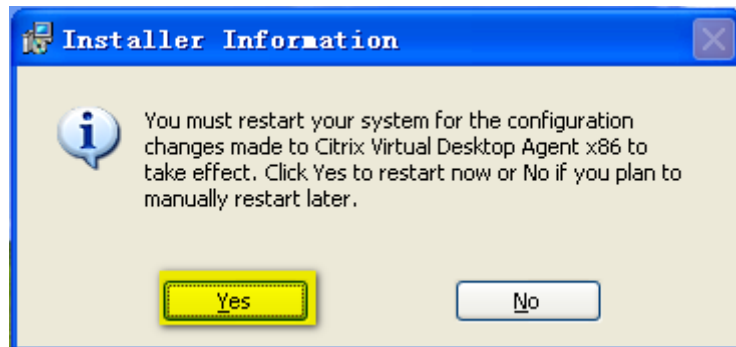 Installer Information
You must restart your system for the configuration
changes made to Citrix Virtual Desktop Agent x86 to
take effect. Click Yes to restart now or No if you plan to
manually restart later.
Yes
No